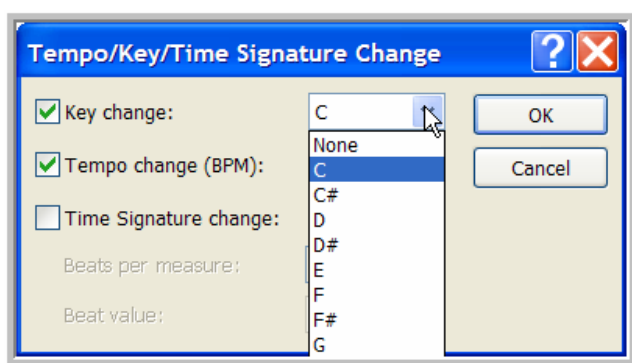 Tempo/Key/Time Signature Change
Key change:
C
OK
None
Tempo change (BPM):
C
Cancel
C#
Time Signature change:
D
D#
Beats per measure:
E
F
Beat value:
F#
G